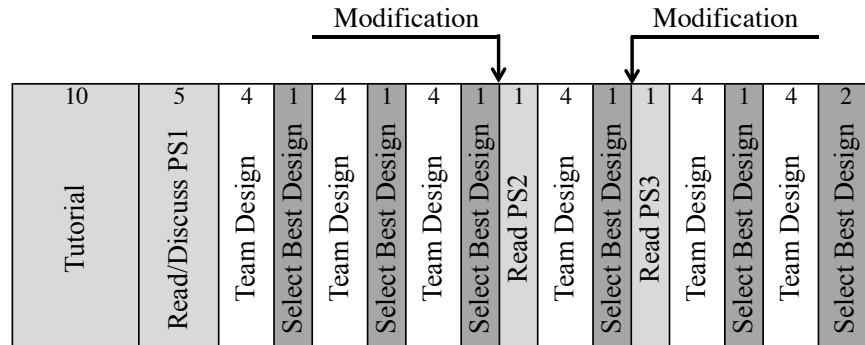 Modification
Modification
10
5
4
1
4
1
4
1
1
4
1
1
4
1
4
2
Tutorial
Read/Discuss PS1
Team Design
Select Best Design
Team Design
Select Best Design
Team Design
Select Best Design
Read PS2
Team Design
Select Best Design
Read PS3
Team Design
Select Best Design
Team Design
Select Best Design